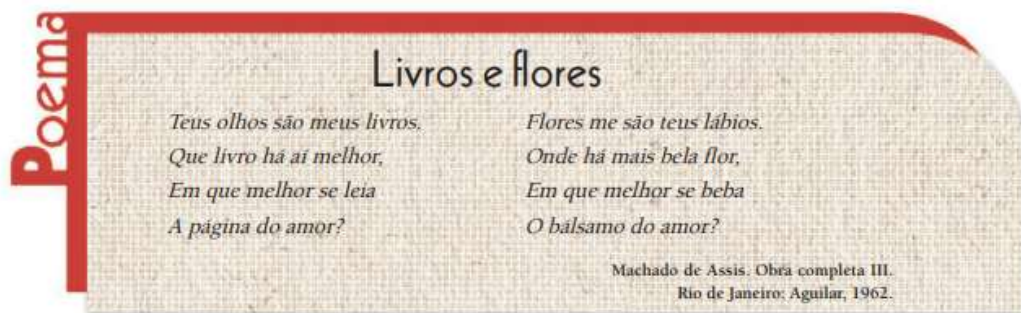 Poema
Livros e flores
Teus olhos são meus livros.
Que livro há aí melhor,
Em que melhor se leia
A página do amor?
Flores me são teus lábios.
Onde há mais bela flor,
Em que melhor se beba
O bálsamo do amor?
Machado de Assis. Obra completa III.
Rio de Janeiro: Aguilar, 1962.